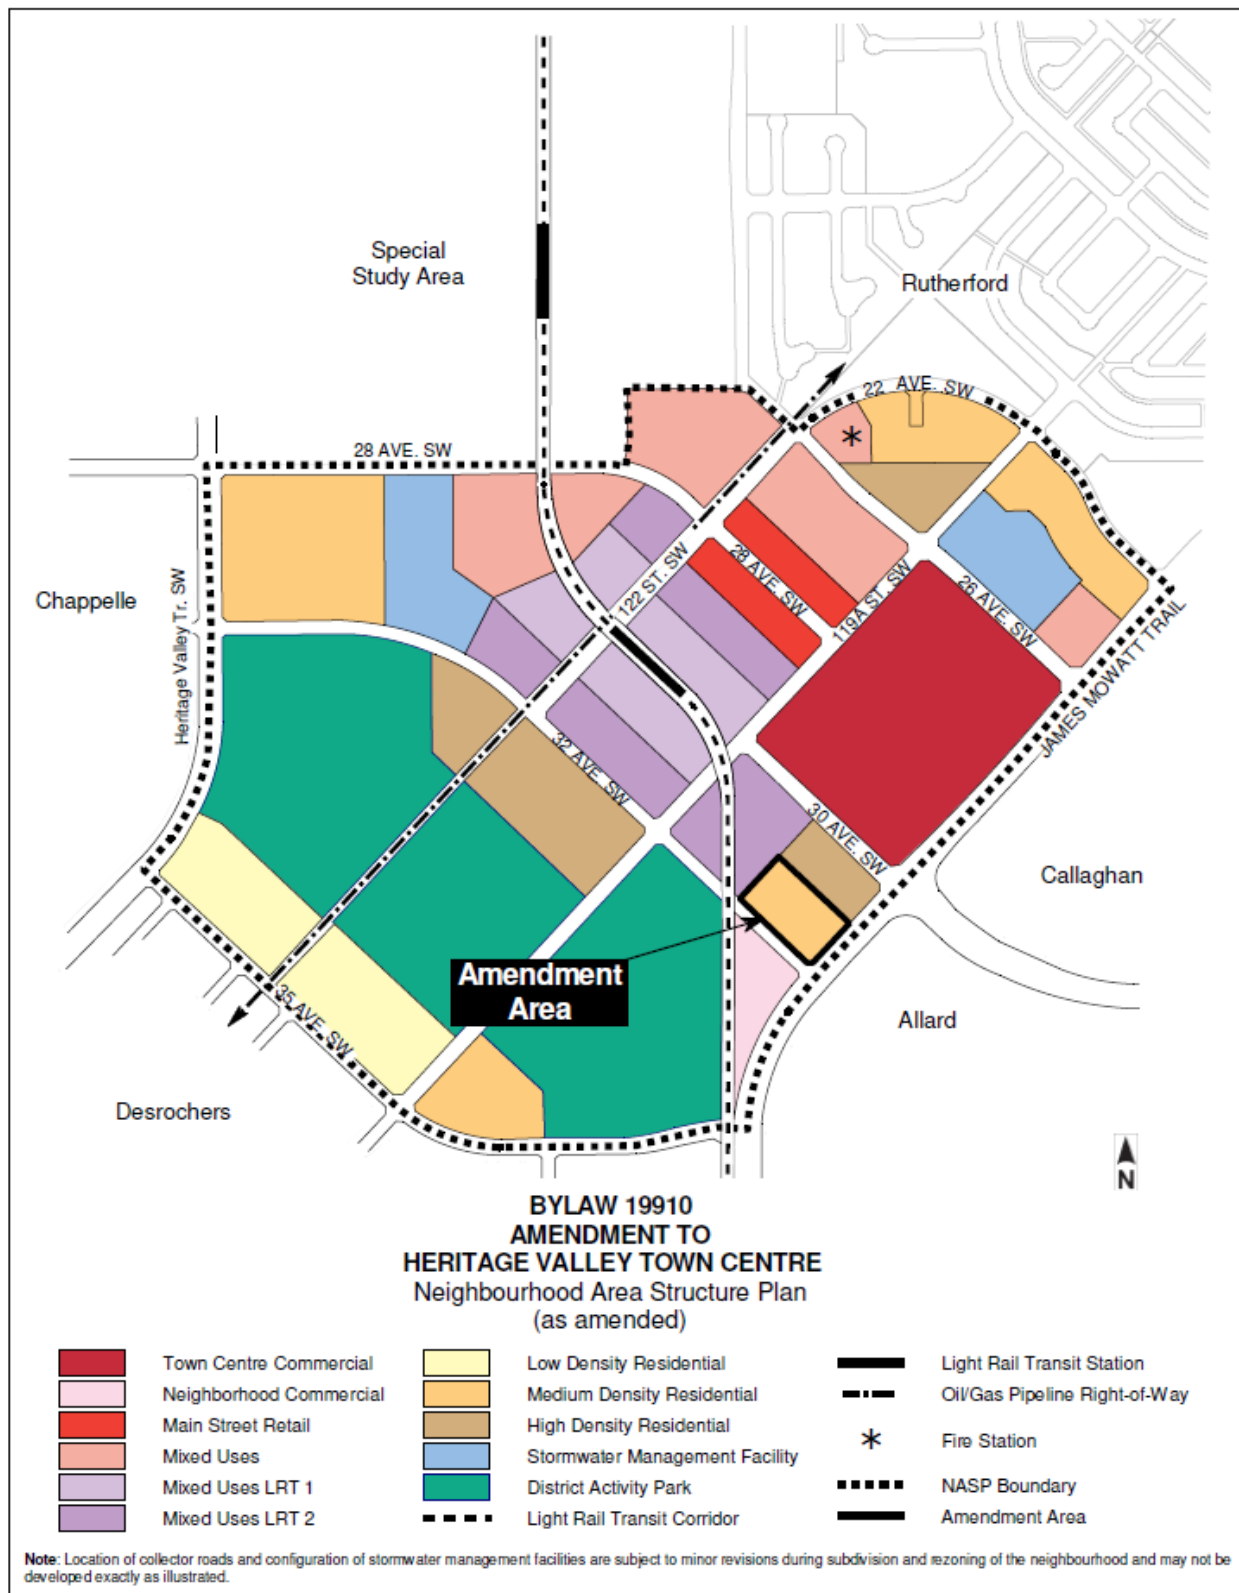 Special
Study Area
Rutherford
22 AVE. SW
28 AVE. SW
*
Chappelle
Heritage Valley Tr. SW
122 ST. SW
28 AVE. SW
119A ST. SW
26 AVE. SW
JAMES MOWATT TRAIL
32 AVE. SW
30 AVE. SW
Callaghan
Amendment
Area
35 AVE. SW
Allard
Desrochers
N
BYLAW 19910
AMENDMENT TO
HERITAGE VALLEY TOWN CENTRE
Neighbourhood Area Structure Plan
(as amended)
Town Centre Commercial
Neighborhood Commercial
Main Street Retail
Mixed Uses
Mixed Uses LRT 1
Mixed Uses LRT 2
Low Density Residential
Medium Density Residential
High Density Residential
Stormwater Management Facility
District Activity Park
Light Rail Transit Corridor
Light Rail Transit Station
Oil/Gas Pipeline Right-of-Way
* Fire Station
NASP Boundary
Amendment Area
Note: Location of collector roads and configuration of stormwater management facilities are subject to minor revisions during subdivision and rezoning of the neighbourhood and may not be
developed exactly as illustrated.